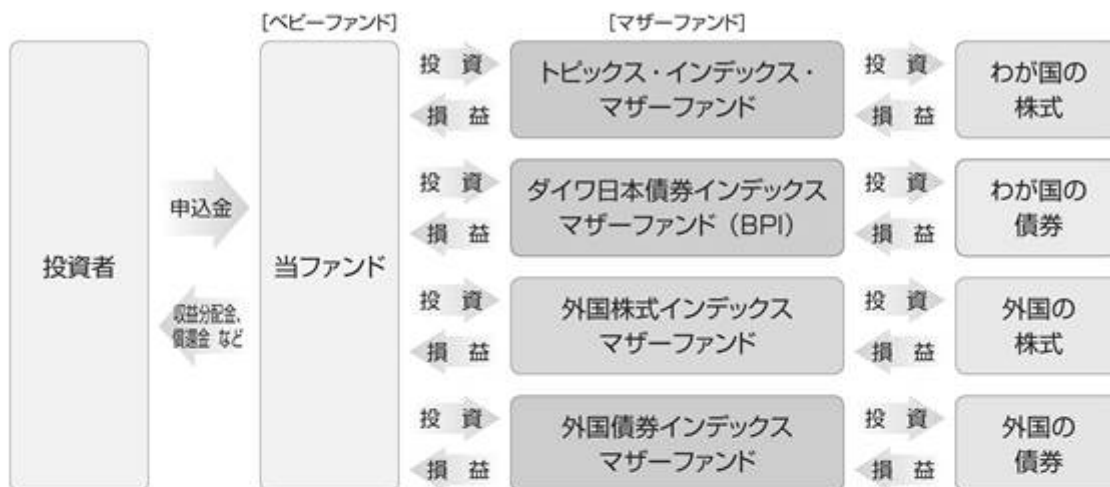 [ベビーファンド]
[マザーファンド]
投資者
申込金
収益分配金、
償還金 など
当ファンド
投 資
損 益
トピックス・インデックス・
マザーファンド
投 資
損 益
わが国の
株式
投 資
損 益
ダイワ日本債券インデックス
マザーファンド（BPI）
投 資
損 益
わが国の
債券
投 資
損 益
外国株式インデックス
マザーファンド
投 資
損 益
外国の
株式
投 資
損 益
外国債券インデックス
マザーファンド
投 資
損 益
外国の
債券